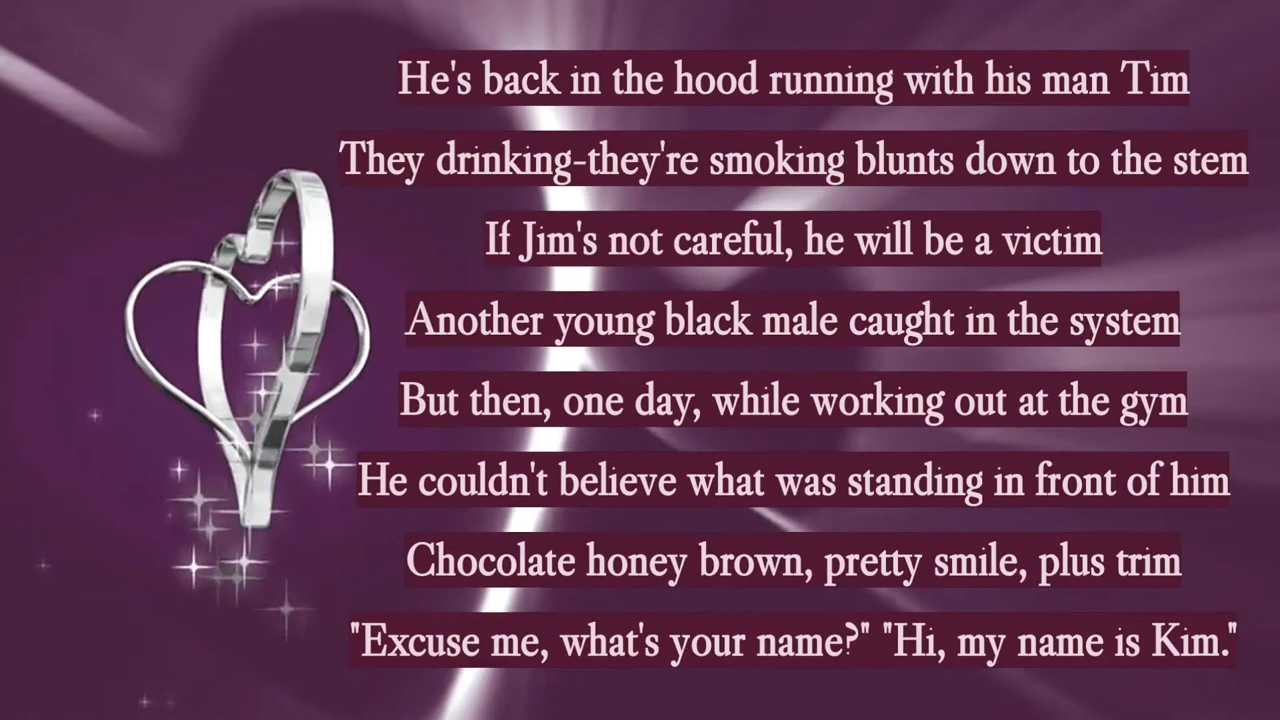 He's back in the hood running with his man Tim
They drinking-they're smoking blunts down to the stem
If Jim's not careful, he will be a victim
Another young black male caught in the system
But then, one day, while working out at the gym
He couldn't believe what was standing in front of him
Chocolate honey brown, pretty smile, plus trim
"Excuse me, what's your name?" "Hi, my name is Kim."